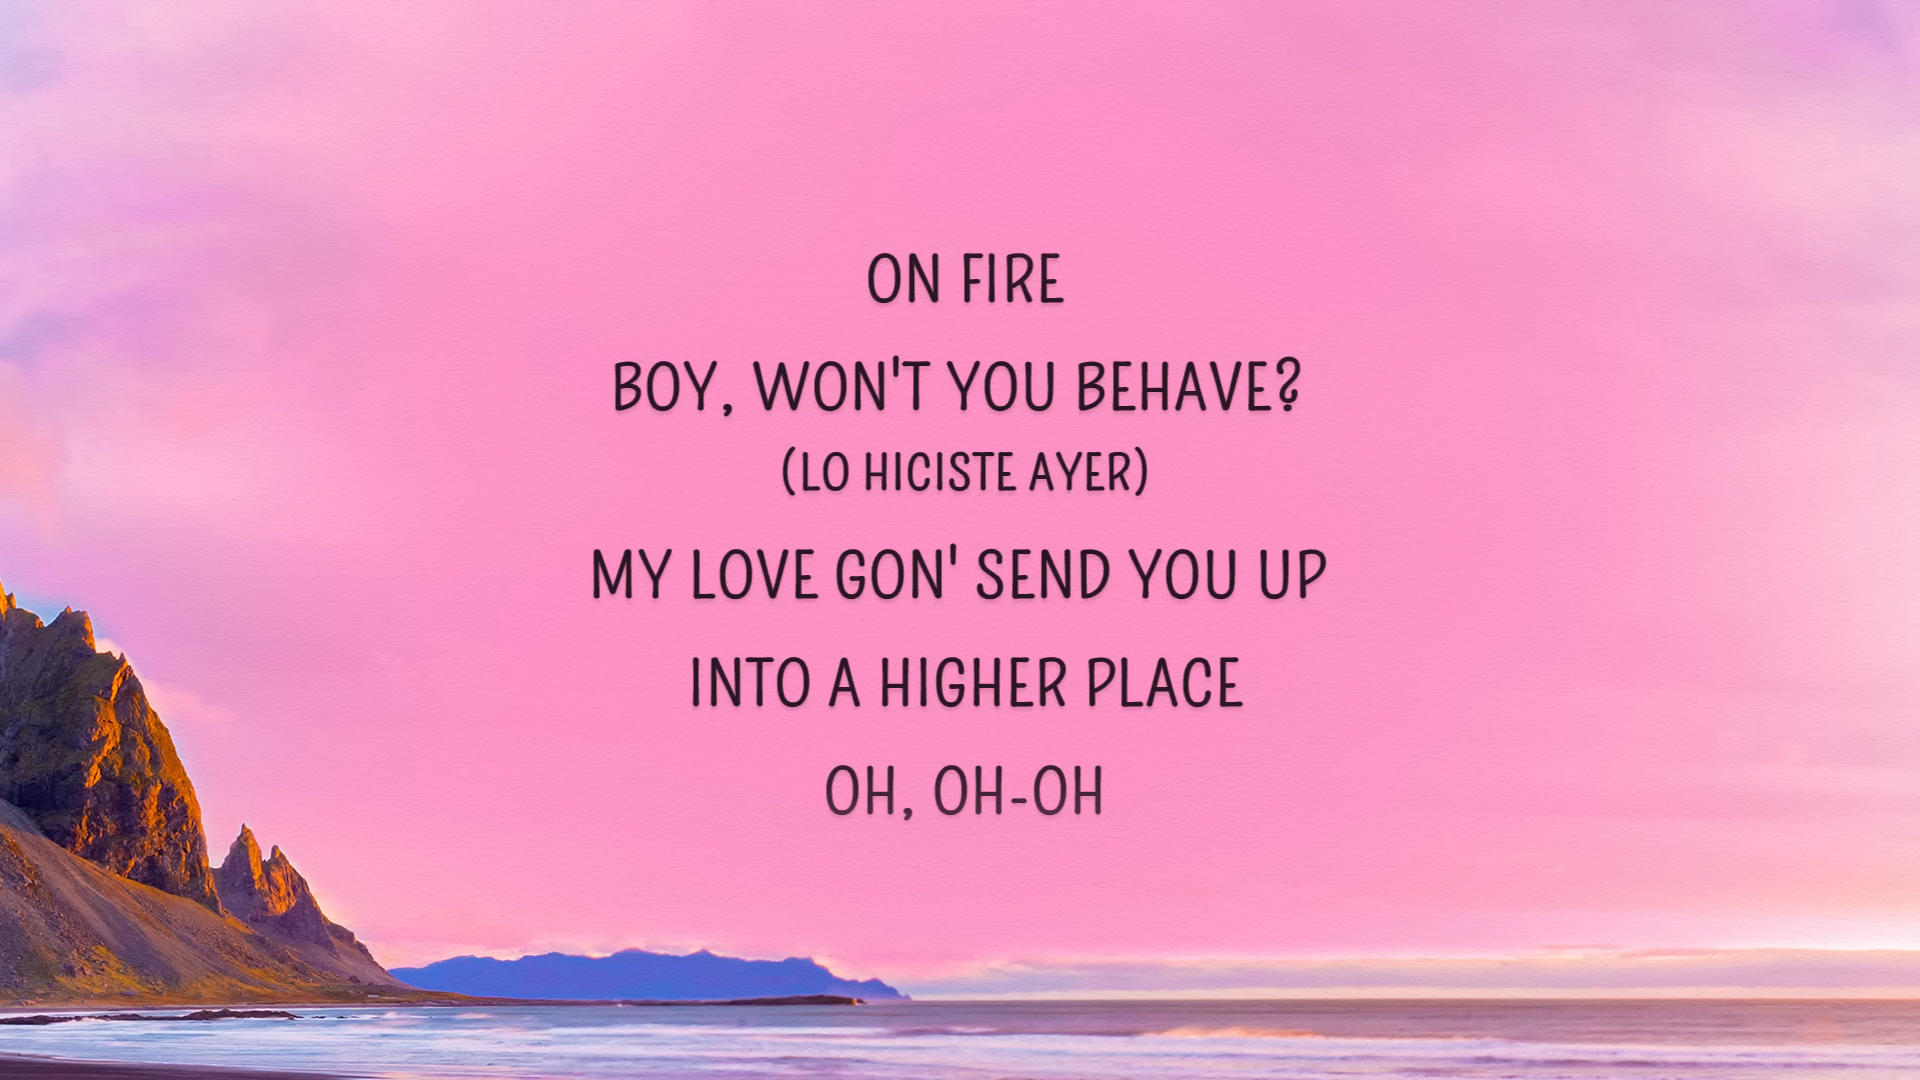 ON FIRE
BOY, WON'T YOU BEHAVE?
(LO HICISTE AYER)
MY LOVE GON' SEND YOU UP
INTO A HIGHER PLACE
OH, OH-OH